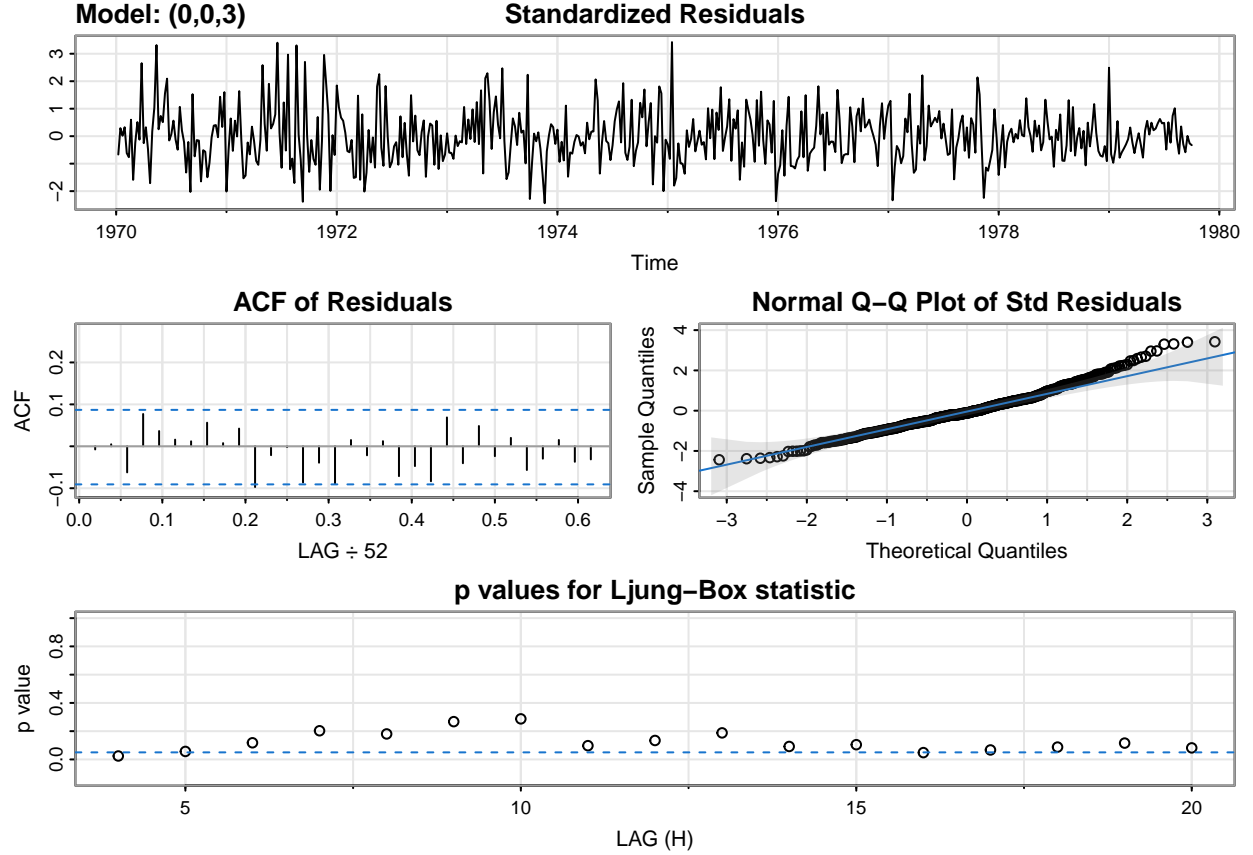 Model: (0,0,3) Standardized Residuals
3
2
1
0
−2
1970 1972 1974 1976 1978 1980
Time
ACF of Residuals
ACF
0.2
0.1
−0.1
0.0 0.1 0.2 0.3 0.4 0.5 0.6
LAG ÷ 52
Normal Q−Q Plot of Std Residuals
Sample Quantiles
4
2
0
−2
−4
−3 −2 −1 0 1 2 3
Theoretical Quantiles
p values for Ljung−Box statistic
p value
0.8
0.4
0.0
5 10 15 20
LAG (H)